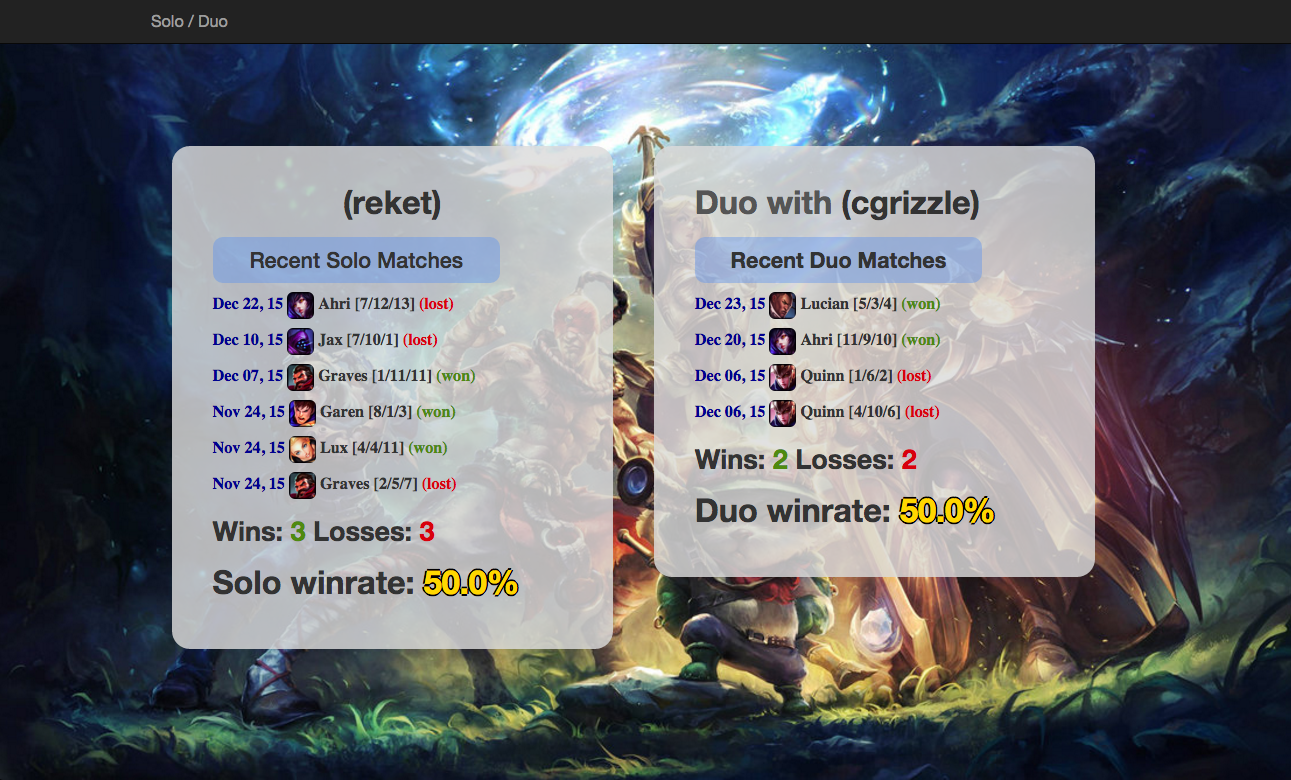 Solo / Duo
(reket)
Recent Solo Matches
Dec 22, 15 Ahri [7/12/13] (lost)
Dec 10, 15 Jax [7/10/1] (lost)
Dec 07, 15 Graves [1/11/11] (won)
Nov 24, 15 Garen [8/1/3] (won)
Nov 24, 15 Lux [4/4/11] (won)
Nov 24, 15 Graves [2/5/7] (lost)
Wins: 3 Losses: 3
Solo winrate: 50.0%
Duo with (cgrizzle)
Recent Duo Matches
Dec 23, 15 Lucian [5/3/4] (won)
Dec 20, 15 Ahri [11/9/10] (won)
Dec 06, 15 Quinn [1/6/2] (lost)
Dec 06, 15 Quinn [4/10/6] (lost)
Wins: 2 Losses: 2
Duo winrate: 50.0%